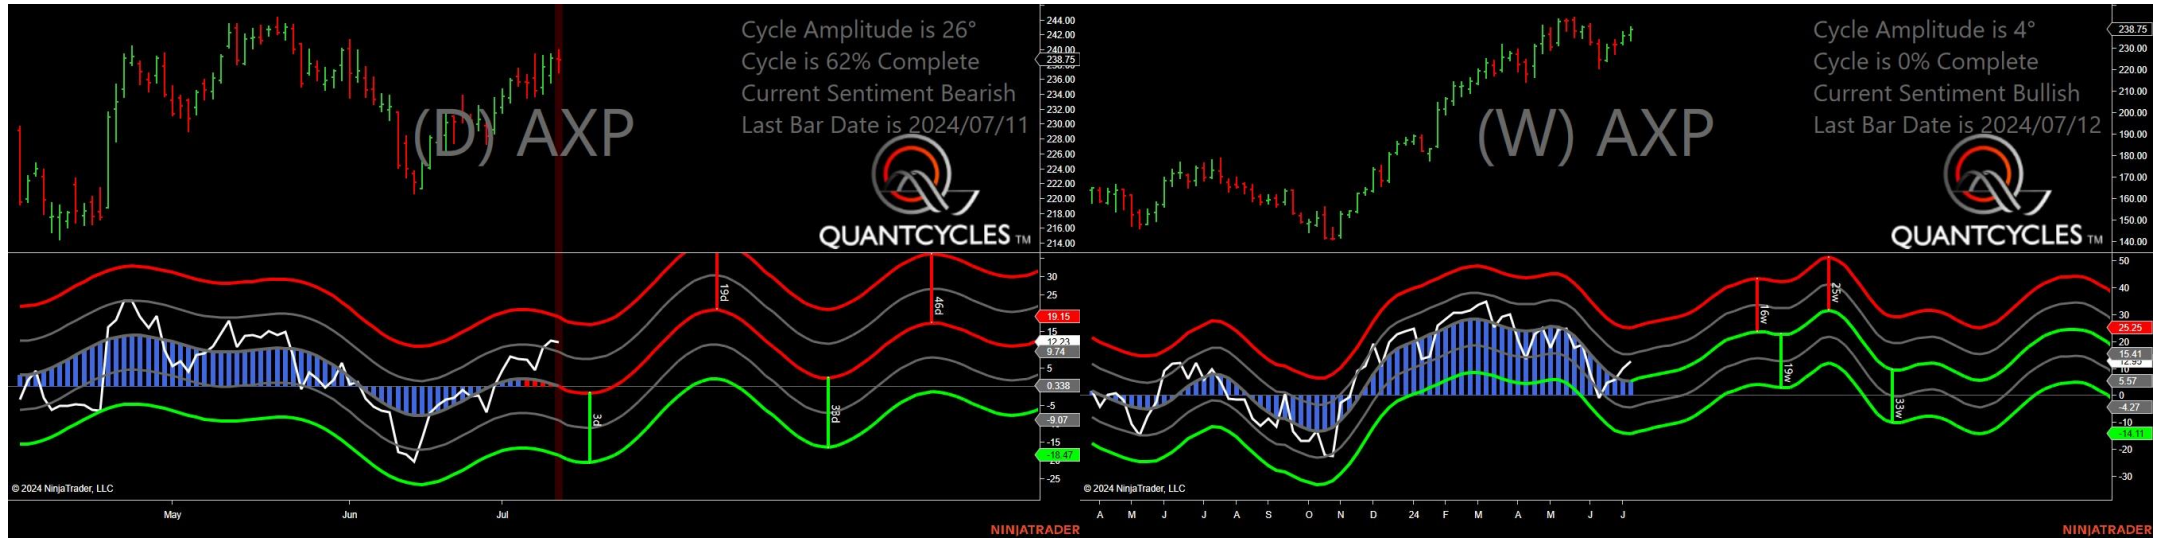 Cycle Amplitude is 26°
Cycle is 62% Complete
Current Sentiment Bearish
Last Bar Date is 2024/07/11
(D) AXP
QUANTCYCLES TM
244.00
242.00
240.00
238.75
236.00
234.00
232.00
230.00
228.00
226.00
224.00
222.00
220.00
218.00
216.00
214.00
19d
46d
3d
38d
30
25
19.15
15
12.23
9.74
5
0.338
-5
-9.07
-15
-18.47
-25
© 2024 NinjaTrader, LLC
May
Jun
Jul
NINJATRADER
Cycle Amplitude is 4°
Cycle is 0% Complete
Current Sentiment Bullish
Last Bar Date is 2024/07/12
(W) AXP
QUANTCYCLES TM
238.75
230.00
220.00
210.00
200.00
190.00
180.00
170.00
160.00
150.00
140.00
16w
25w
19w
33w
50
40
30
25.25
20
15.41
10
5.57
0
-4.27
-10
-14.11
-20
-30
© 2024 NinjaTrader, LLC
A M J J A S O N D 24 F M A M J J
NINJATRADER